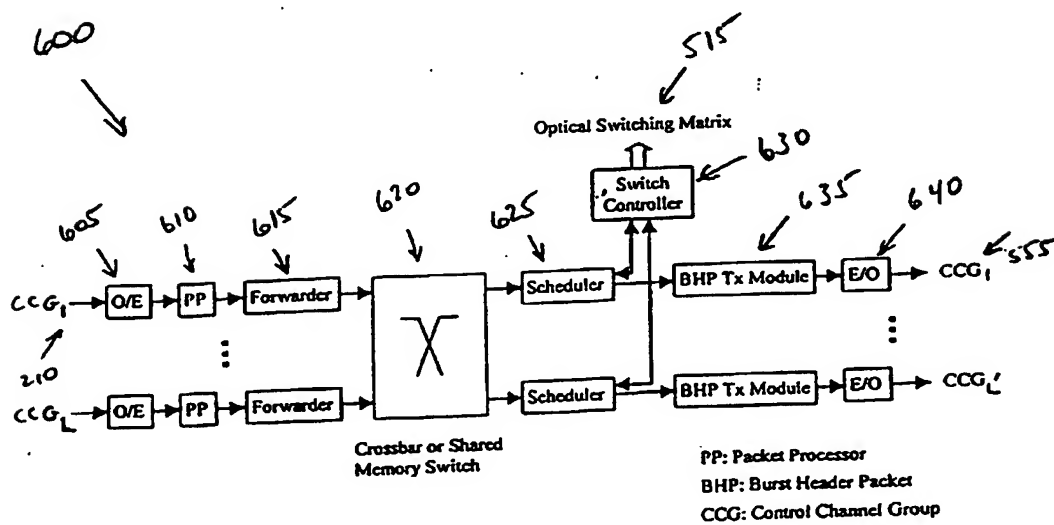 600
515
Optical Switching Matrix
630
Switch Controller
605
610
615
620
625
635
640
CCG1
O/E
PP
Forwarder
Scheduler
BHP Tx Module
E/O
CCG1
555
210
CCGL
O/E
PP
Forwarder
Scheduler
BHP Tx Module
E/O
CCGL'
Crossbar or Shared
Memory Switch
PP: Packet Processor
BHP: Burst Header Packet
CCG: Control Channel Group